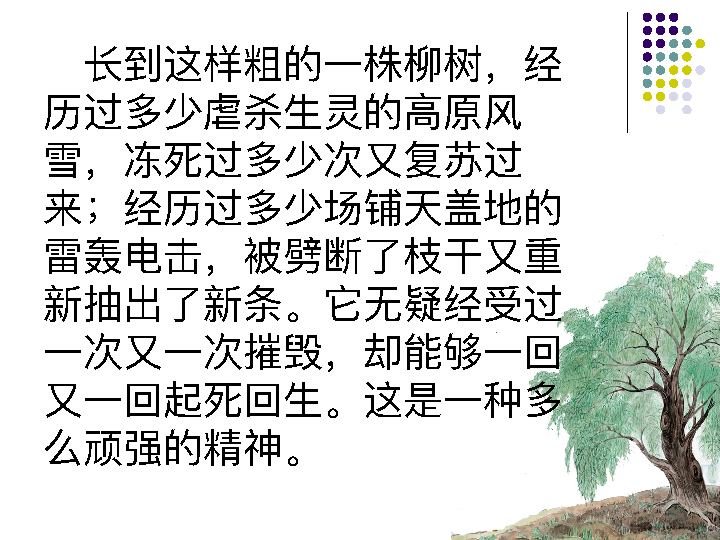 长到这样粗的一株柳树，经
历过多少虐杀生灵的高原风
雪，冻死过多少次又复苏过
来；经历过多少场铺天盖地的
雷轰电击，被劈断了枝干又重
新抽出了新条。它无疑经受过
一次又一次摧毁，却能够一回
又一回起死回生。这是一种多
么顽强的精神。